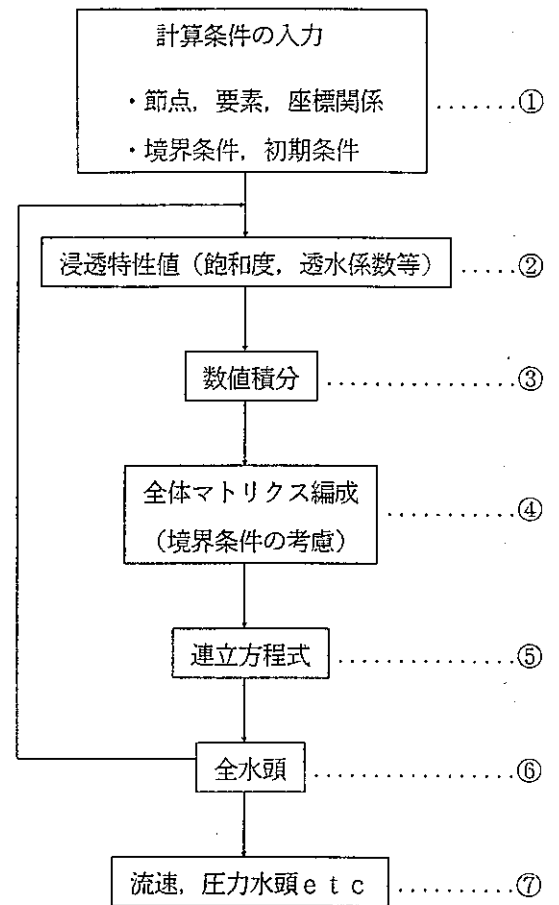 計算条件の入力
・節点，要素，座標関係 ........①
・境界条件，初期条件
浸透特性値（飽和度，透水係数等） .....②
数値積分 ................③
全体マトリクス編成
..........④
（境界条件の考慮）
連立方程式 ...............⑤
全水頭 .................⑥
流速，圧力水頭ｅｔｃ ..........⑦